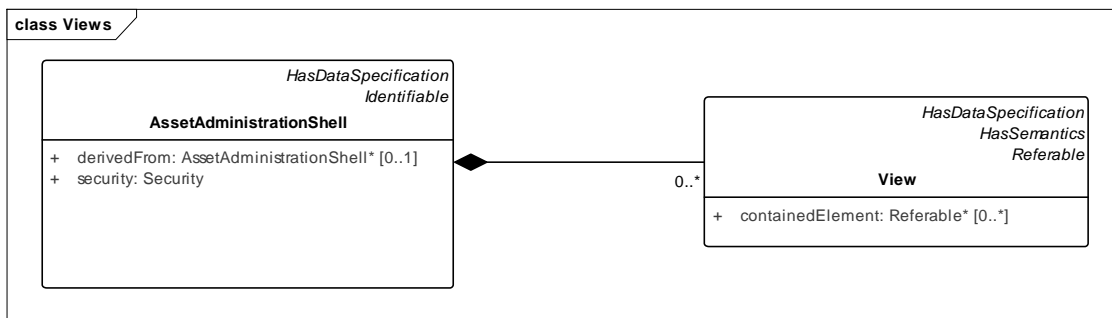 class Views
HasDataSpecification
Identifiable
AssetAdministrationShell
+ derivedFrom: AssetAdministrationShell* [0..1]
+ security: Security
0..*
HasDataSpecification
HasSemantics
Referable
View
+ containedElement: Referable* [0..*]